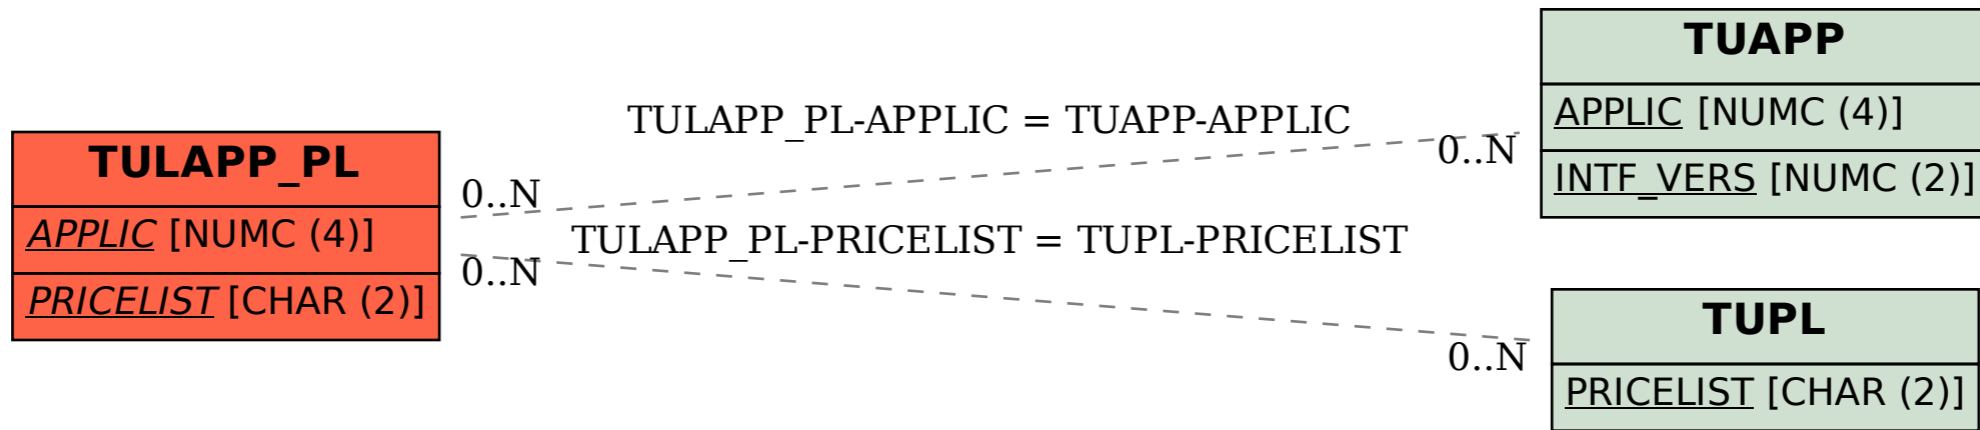 TULAPP_PL
APPLIC [NUMC (4)]
PRICELIST [CHAR (2)]
TULAPP_PL-APPLIC = TUAPP-APPLIC
0..N
0..N
TULAPP_PL-PRICELIST = TUPL-PRICELIST
0..N
0..N
TUAPP
APPLIC [NUMC (4)]
INTF_VERS [NUMC (2)]
TUPL
PRICELIST [CHAR (2)]